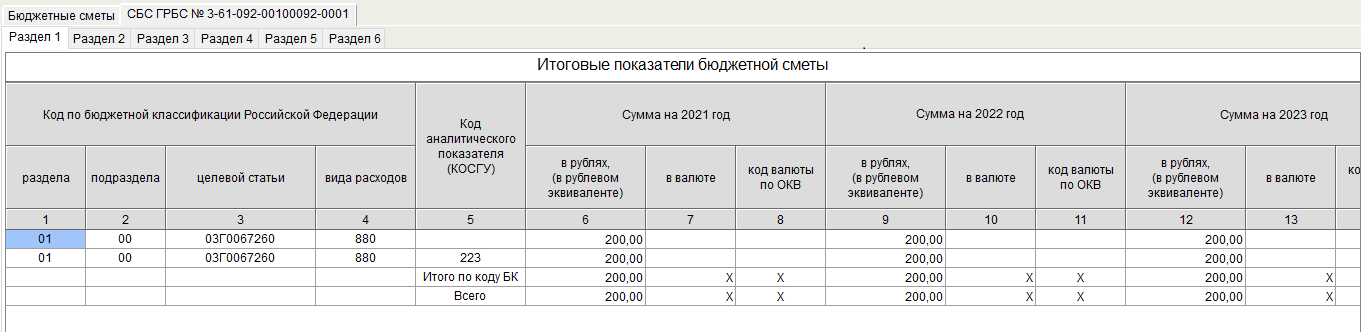 Бюджетные сметы СБС ГРБС № 3-61-092-00100092-0001
Раздел 1 Раздел 2 Раздел 3 Раздел 4 Раздел 5 Раздел 6
Итоговые показатели бюджетной сметы
Код по бюджетной классификации Российской Федерации
Код
аналитического
показателя
(КОСГУ)
Сумма на 2021 год Сумма на 2022 год Сумма на 2023 год
раздела подраздела целевой статьи вида расходов
в рублях,
(в рублевом
эквиваленте)
в валюте
код валюты
по ОКВ
в рублях,
(в рублевом
эквиваленте)
в валюте
код валюты
по ОКВ
в рублях,
(в рублевом
эквиваленте)
в валюте
ко
1 2 3 4 5 6 7 8 9 10 11 12 13
01 00 03Г0067260 880 200,00 200,00 200,00
01 00 03Г0067260 880 223 200,00 200,00 200,00
Итого по коду БК 200,00 X X 200,00 X X 200,00 X
Всего 200,00 X X 200,00 X X 200,00 X